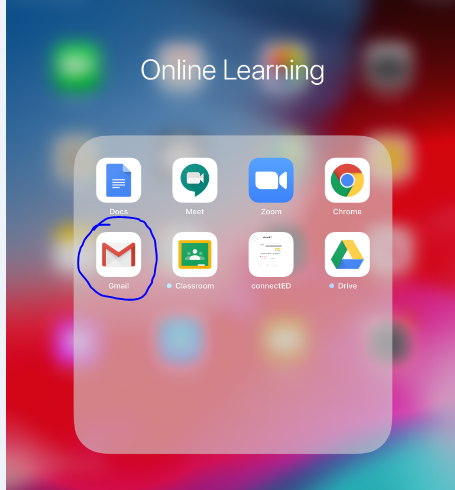 Online Learning
Docs Meet Zoom Chrome
Gmail Classroom connectED Drive